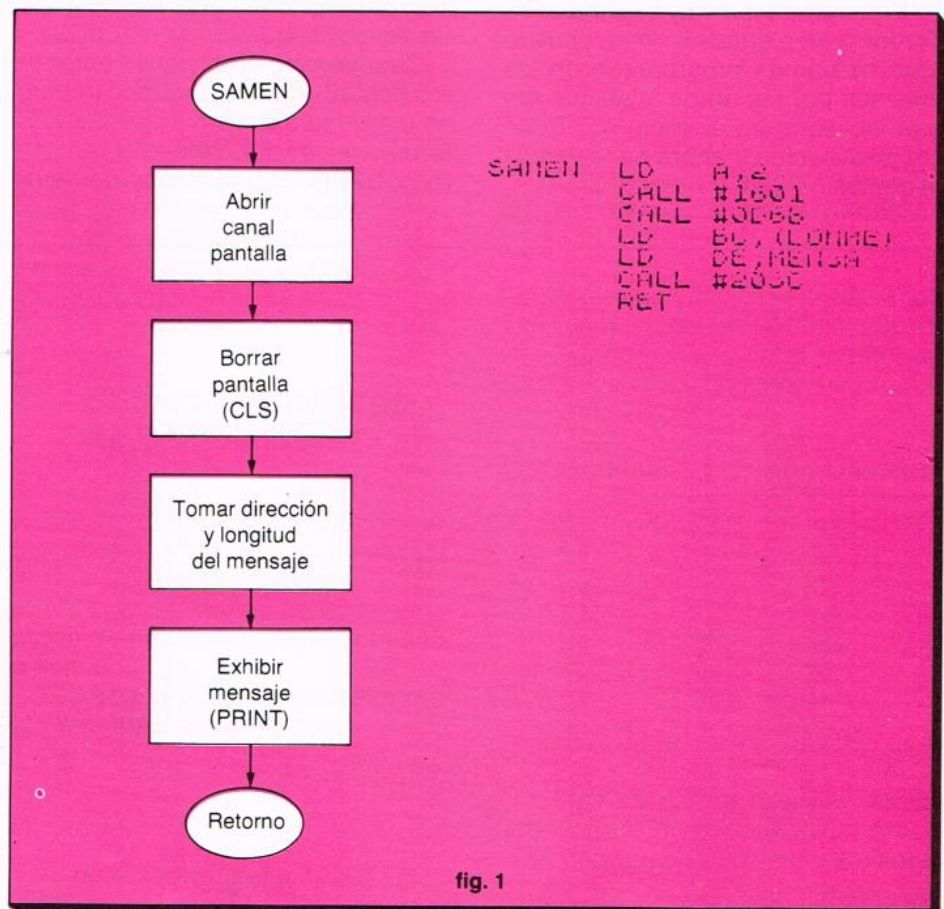 SAMEN
Abrir
canal
pantalla
Borrar
pantalla
(CLS)
Tomar dirección
y longitud
del mensaje
Exhibir
mensaje
(PRINT)
Retorno
SAMEN LD A,2
CALL #1601
CALL #0D6B
LD BC,(LONME)
LD DE,MENSA
CALL #203C
RET
fig. 1